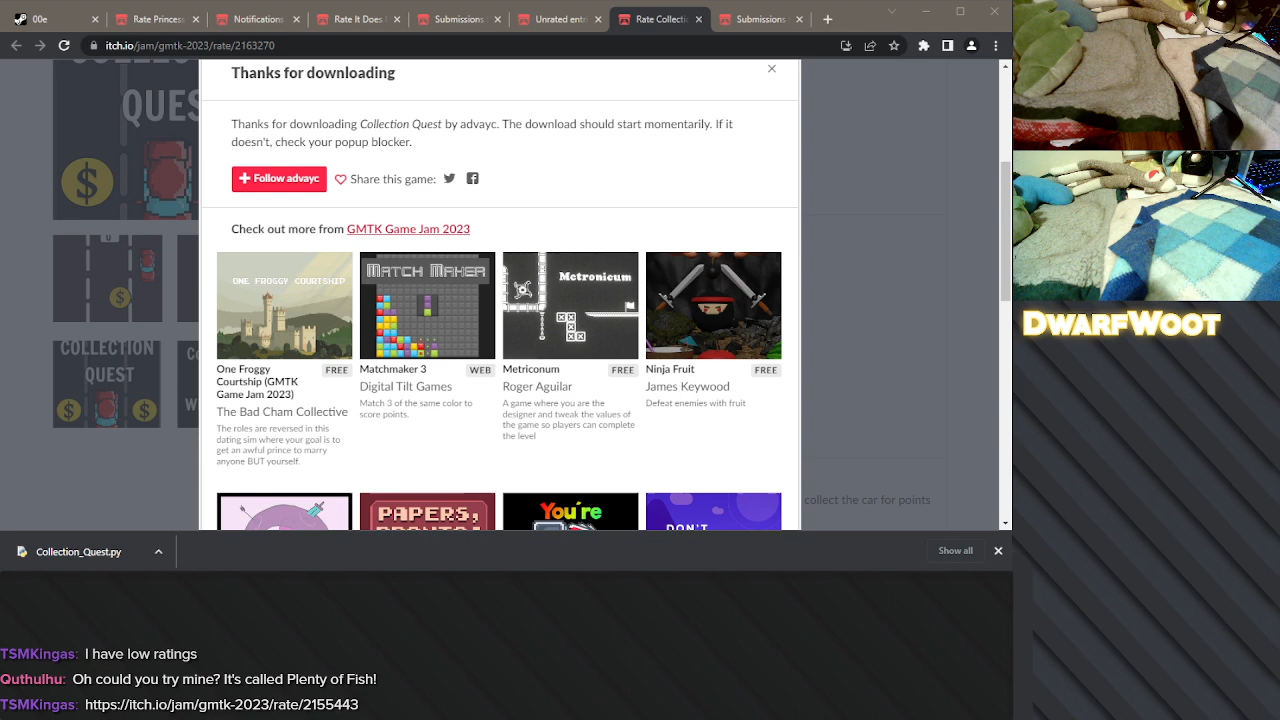 00e
Rate Princess
Notifications
Rate It Does
Submissions
Unrated entr
Rate Collectio
Submissions
itch.io/jam/gmtk-2023/rate/2163270
COLLECT
QUEST
$
0
$
COLLECTION
QUEST
$
$
Thanks for downloading
Thanks for downloading Collection Quest by advayc. The download should start momentarily. If it
doesn't, check your popup blocker.
Follow advayc
Share this game:
Check out more from GMTK Game Jam 2023
ONE FROGGY COURTSHIP
MATCH MAKER
Metronicum
One Froggy
Courtship (GMTK
Game Jam 2023)
FREE
The Bad Cham Collective
The roles are reversed in this
dating sim where your goal is to
get an awful prince to marry
anyone BUT yourself.
Matchmaker 3
WEB
Digital Tilt Games
Match 3 of the same color to
score points.
Metriconum
FREE
Roger Aguilar
A game where you are the
designer and tweak the values of
the game so players can complete
the level
Ninja Fruit
FREE
James Keywood
Defeat enemies with fruit
collect the car for points
PAPERS,
You're
DON'T
Collection_Quest.py
Show all
DwarfWoot
TSMKingas: I have low ratings
Quthulhu: Oh could you try mine? It's called Plenty of Fish!
TSMKingas: https://itch.io/jam/gmtk-2023/rate/2155443